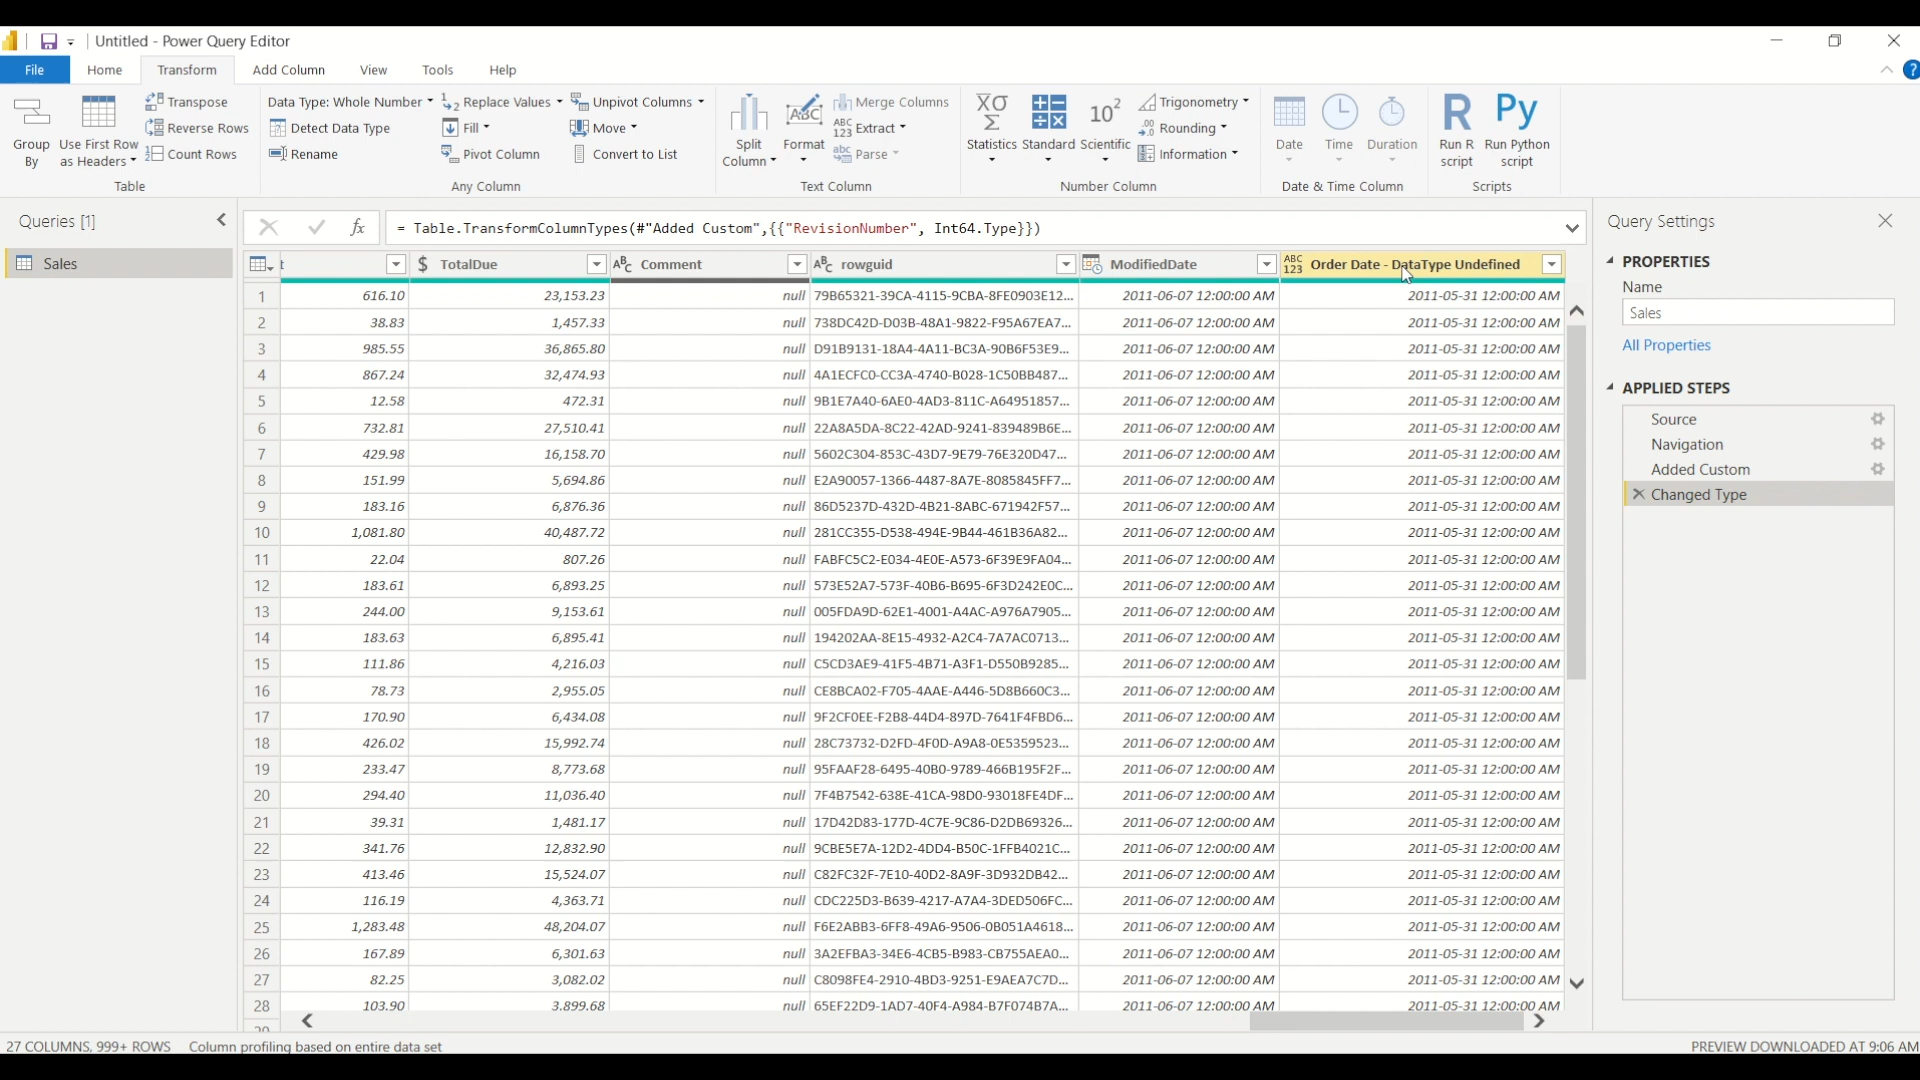 Untitled - Power Query Editor
File Home Transform Add Column View Tools Help
Group By
Use First Row as Headers
Transpose
Reverse Rows
Count Rows
Table
Data Type: Whole Number
Detect Data Type
Rename
Replace Values
Fill
Pivot Column
Unpivot Columns
Move
Convert to List
Any Column
Split Column
Format
Merge Columns
Extract
Parse
Text Column
Statistics
Standard
Scientific
Trigonometry
Rounding
Information
Number Column
Date
Time
Duration
Date & Time Column
Run R script
Run Python script
Scripts
Queries [1]
Sales
= Table.TransformColumnTypes(#"Added Custom",{{"RevisionNumber", Int64.Type}})
t $ TotalDue ABC Comment ABC rowguid ModifiedDate ABC 123 Order Date - DataType Undefined
1 616.10 23,153.23 null 79B65321-39CA-4115-9CBA-8FE0903E12... 2011-06-07 12:00:00 AM 2011-05-31 12:00:00 AM
2 38.83 1,457.33 null 738DC42D-D03B-48A1-9822-F95A67EA7... 2011-06-07 12:00:00 AM 2011-05-31 12:00:00 AM
3 985.55 36,865.80 null D91B9131-18A4-4A11-BC3A-90B6F53E9... 2011-06-07 12:00:00 AM 2011-05-31 12:00:00 AM
4 867.24 32,474.93 null 4A1ECFC0-CC3A-4740-B028-1C50BB487... 2011-06-07 12:00:00 AM 2011-05-31 12:00:00 AM
5 12.58 472.31 null 9B1E7A40-6AE0-4AD3-811C-A64951857... 2011-06-07 12:00:00 AM 2011-05-31 12:00:00 AM
6 732.81 27,510.41 null 22A8A5DA-8C22-42AD-9241-839489B6E... 2011-06-07 12:00:00 AM 2011-05-31 12:00:00 AM
7 429.98 16,158.70 null 5602C304-853C-43D7-9E79-76E320D47... 2011-06-07 12:00:00 AM 2011-05-31 12:00:00 AM
8 151.99 5,694.86 null E2A90057-1366-4487-8A7E-8085845FF7... 2011-06-07 12:00:00 AM 2011-05-31 12:00:00 AM
9 183.16 6,876.36 null 86D5237D-432D-4B21-8ABC-671942F57... 2011-06-07 12:00:00 AM 2011-05-31 12:00:00 AM
10 1,081.80 40,487.72 null 281CC355-D538-494E-9B44-461B36A82... 2011-06-07 12:00:00 AM 2011-05-31 12:00:00 AM
11 22.04 807.26 null FABFC5C2-E034-4E0E-A573-6F39E9FA04... 2011-06-07 12:00:00 AM 2011-05-31 12:00:00 AM
12 183.61 6,893.25 null 573E52A7-573F-40B6-B695-6F3D242E0C... 2011-06-07 12:00:00 AM 2011-05-31 12:00:00 AM
13 244.00 9,153.61 null 005FDA9D-62E1-4001-A4AC-A976A7905... 2011-06-07 12:00:00 AM 2011-05-31 12:00:00 AM
14 183.63 6,895.41 null 194202AA-8E15-4932-A2C4-7A7AC0713... 2011-06-07 12:00:00 AM 2011-05-31 12:00:00 AM
15 111.86 4,216.03 null C5CD3AE9-41F5-4B71-A3F1-D550B9285... 2011-06-07 12:00:00 AM 2011-05-31 12:00:00 AM
16 78.73 2,955.05 null CE8BCA02-F705-4AAE-A446-5D8B660C3... 2011-06-07 12:00:00 AM 2011-05-31 12:00:00 AM
17 170.90 6,434.08 null 9F2CF0EE-F2B8-44D4-897D-7641F4FBD6... 2011-06-07 12:00:00 AM 2011-05-31 12:00:00 AM
18 426.02 15,992.74 null 28C73732-D2FD-4F0D-A9A8-0E5359523... 2011-06-07 12:00:00 AM 2011-05-31 12:00:00 AM
19 233.47 8,773.68 null 95FAAF28-6495-40B0-9789-466B195F2F... 2011-06-07 12:00:00 AM 2011-05-31 12:00:00 AM
20 294.40 11,036.40 null 7F4B7542-638E-41CA-98D0-93018FE4DF... 2011-06-07 12:00:00 AM 2011-05-31 12:00:00 AM
21 39.31 1,481.17 null 17D42D83-177D-4C7E-9C86-D2DB69326... 2011-06-07 12:00:00 AM 2011-05-31 12:00:00 AM
22 341.76 12,832.90 null 9CBE5E7A-12D2-4DD4-B50C-1FFB4021C... 2011-06-07 12:00:00 AM 2011-05-31 12:00:00 AM
23 413.46 15,524.07 null C82FC32F-7E10-40D2-8A9F-3D932DB42... 2011-06-07 12:00:00 AM 2011-05-31 12:00:00 AM
24 116.19 4,363.71 null CDC225D3-B639-4217-A7A4-3DED506FC... 2011-06-07 12:00:00 AM 2011-05-31 12:00:00 AM
25 1,283.48 48,204.07 null F6E2ABB3-6FF8-49A6-9506-0B051A4618... 2011-06-07 12:00:00 AM 2011-05-31 12:00:00 AM
26 167.89 6,301.63 null 3A2EFBA3-34E6-4CB5-B983-CB755AEA0... 2011-06-07 12:00:00 AM 2011-05-31 12:00:00 AM
27 82.25 3,082.02 null C8098FE4-2910-4BD3-9251-E9AEA7C7D... 2011-06-07 12:00:00 AM 2011-05-31 12:00:00 AM
28 103.90 3,899.68 null 65EF22D9-1AD7-40F4-A984-B7F074B7A... 2011-06-07 12:00:00 AM 2011-05-31 12:00:00 AM
Query Settings
PROPERTIES
Name
Sales
All Properties
APPLIED STEPS
Source
Navigation
Added Custom
Changed Type
27 COLUMNS, 999+ ROWS Column profiling based on entire data set PREVIEW DOWNLOADED AT 9:06 AM